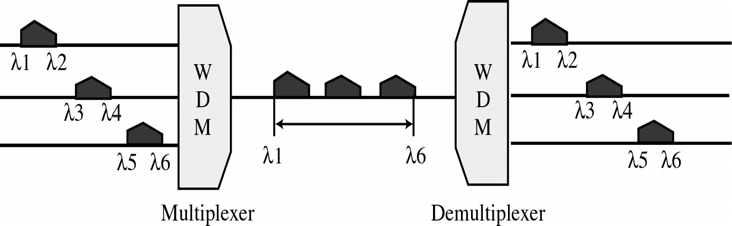 λ1 λ2
λ3 λ4
λ5 λ6
W
D
M
Multiplexer
λ1 λ6
W
D
M
Demultiplexer
λ1 λ2
λ3 λ4
λ5 λ6